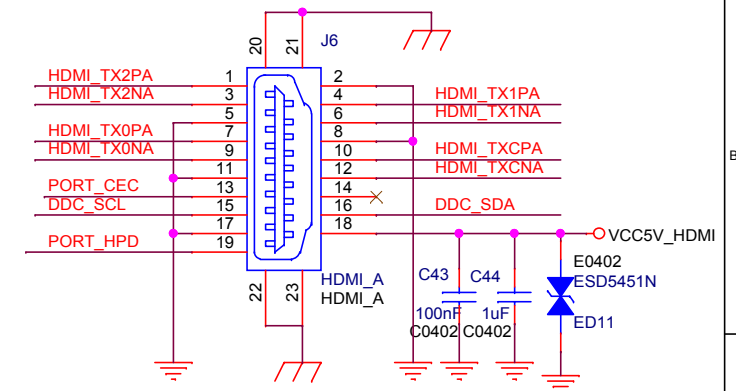 20 21 J6
HDMI_TX2PA 1 2
HDMI_TX2NA 3 4 HDMI_TX1PA
5 6 HDMI_TX1NA
HDMI_TX0PA 7 8
HDMI_TX0NA 9 10 HDMI_TXCPA
11 12 HDMI_TXCNA
PORT_CEC 13 14
DDC_SCL 15 16 DDC_SDA
17 18 VCC5V_HDMI
PORT_HPD 19
22 23 HDMI_A
HDMI_A
C43 C44
100nF 1uF
C0402 C0402
E0402
ESD5451N
ED11
B